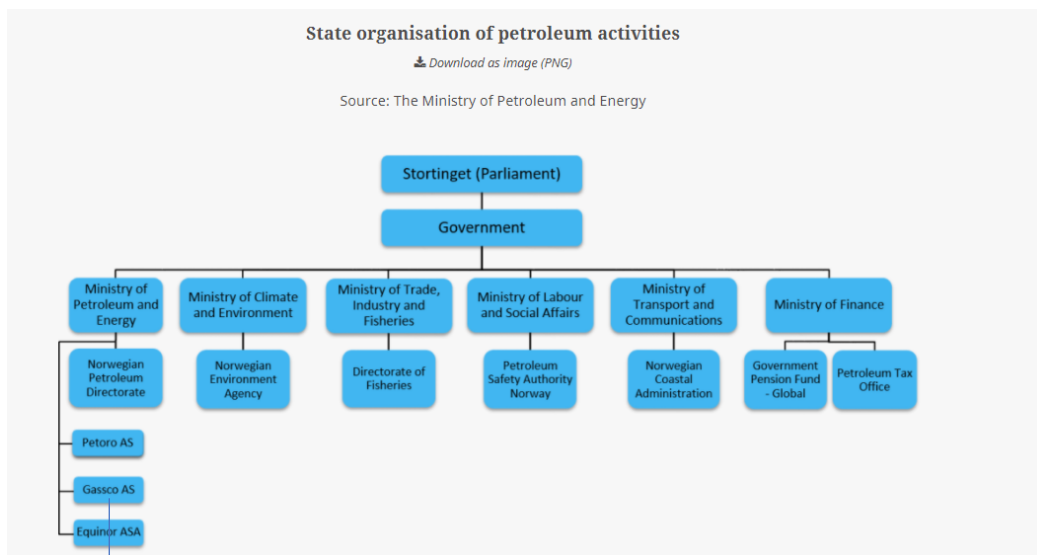 State organisation of petroleum activities
Download as image (PNG)
Source: The Ministry of Petroleum and Energy
Stortinget (Parliament)
Government
Ministry of
Petroleum and
Energy
Ministry of Climate
and Environment
Ministry of Trade,
Industry and
Fisheries
Ministry of Labour
and Social Affairs
Ministry of
Transport and
Communications
Ministry of Finance
Norwegian
Petroleum
Directorate
Norwegian
Environment
Agency
Directorate of
Fisheries
Petroleum
Safety Authority
Norway
Norwegian
Coastal
Administration
Government
Pension Fund
- Global
Petroleum Tax
Office
Petoro AS
Gassco AS
Equinor ASA